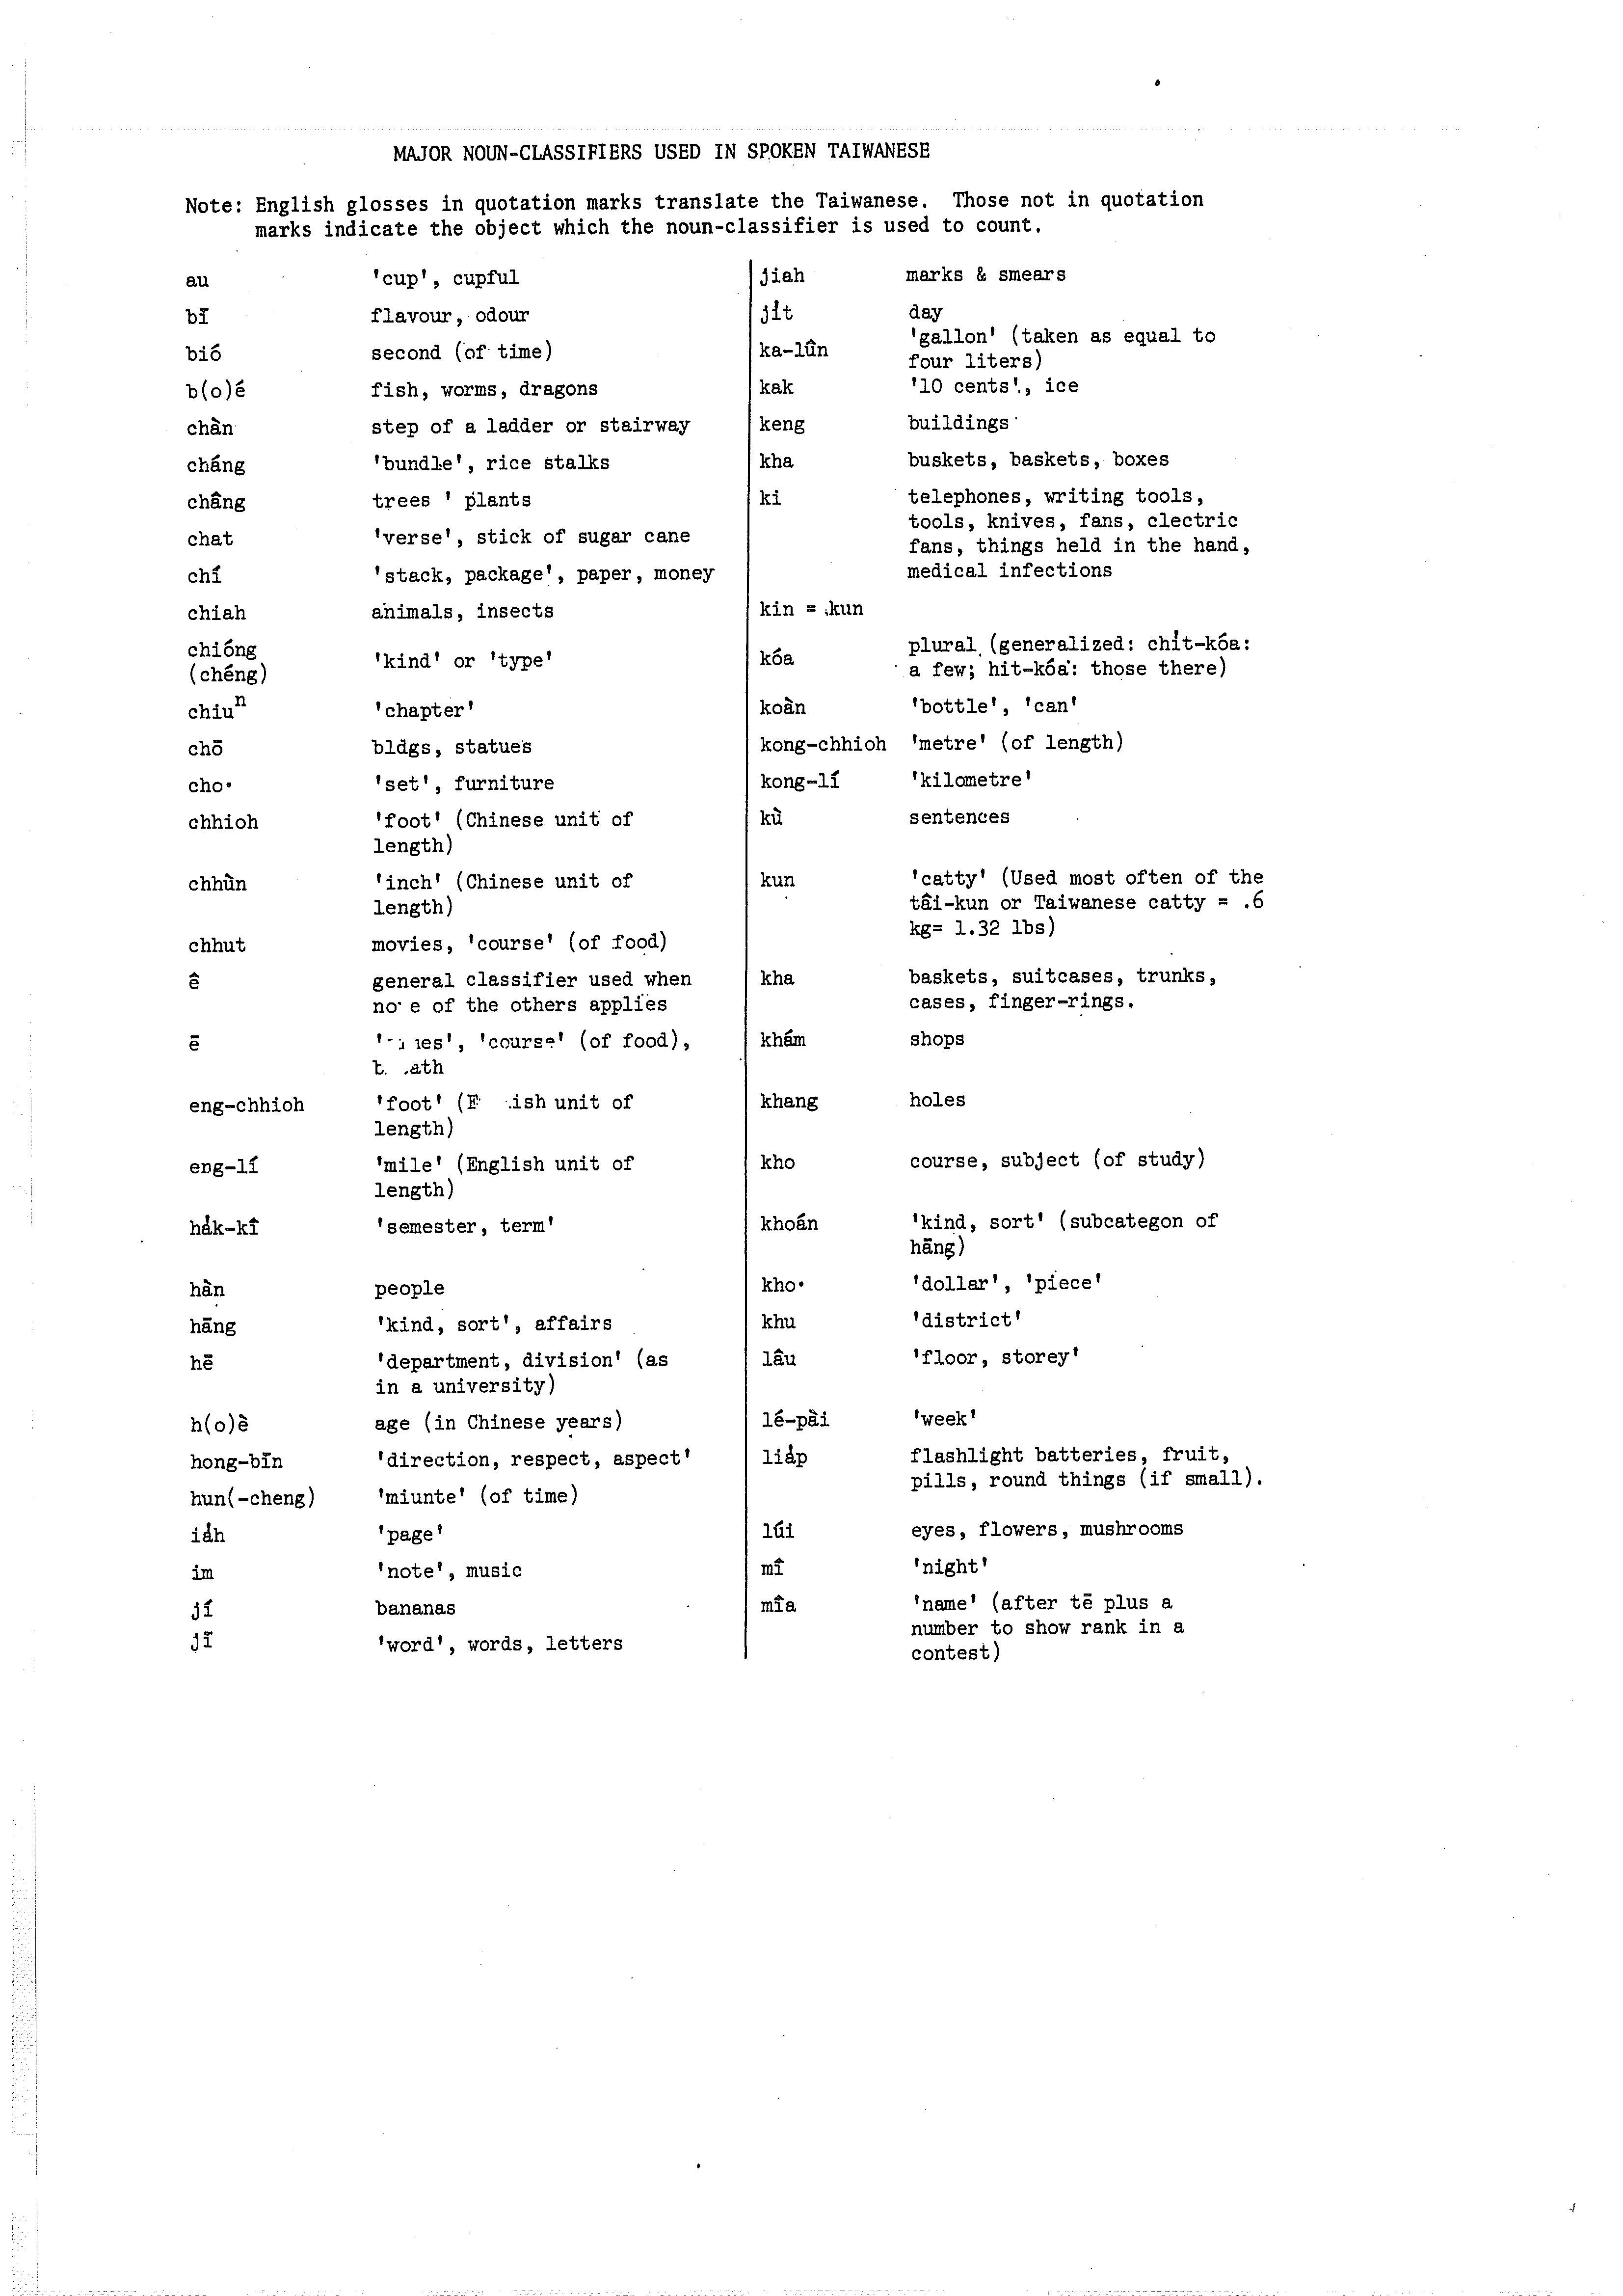 MAJOR NOUN-CLASSIFIERS USED IN SPOKEN TAIWANESE
Note: English glosses in quotation marks translate the Taiwanese. Those not in quotation
marks indicate the object which the noun-classifier is used to count.
au 'cup', cupful
bī flavour, odour
bió second (of time)
b(o)é fish, worms, dragons
chàn step of a ladder or stairway
cháng 'bundle', rice stalks
châng trees ' plants
chat 'verse', stick of sugar cane
chí 'stack, package', paper, money
chiah animals, insects
chióng
(chéng) 'kind' or 'type'
chiuⁿ 'chapter'
chō bldgs, statues
cho· 'set', furniture
chhioh 'foot' (Chinese unit of
length)
chhùn 'inch' (Chinese unit of
length)
chhut movies, 'course' (of food)
ê general classifier used when
no e of the others applies
ē 'course' (of food),
eng-chhioh 'foot' ( unit of
length)
eng-lí 'mile' (English unit of
length)
ha̍k-kî 'semester, term'
hàn people
hāng 'kind, sort', affairs
hē 'department, division' (as
in a university)
h(o)è age (in Chinese years)
hong-bīn 'direction, respect, aspect'
hun(-cheng) 'miunte' (of time)
ia̍h 'page'
im 'note', music
jí bananas
jī 'word', words, letters
jiah marks & smears
ji̍t day
ka-lûn 'gallon' (taken as equal to
four liters)
kak '10 cents', ice
keng buildings
kha buskets, baskets, boxes
ki telephones, writing tools,
tools, knives, fans, clectric
fans, things held in the hand,
medical infections
kin = kun
kóa plural (generalized: chi̍t-kóa:
a few; hit-kóa: those there)
koàn 'bottle', 'can'
kong-chhioh 'metre' (of length)
kong-lí 'kilometre'
kù sentences
kun 'catty' (Used most often of the
tâi-kun or Taiwanese catty = .6
kg= 1.32 lbs)
kha baskets, suitcases, trunks,
cases, finger-rings.
khám shops
khang holes
kho course, subject (of study)
khoán 'kind, sort' (subcategon of
hāng)
kho· 'dollar', 'piece'
khu 'district'
lâu 'floor, storey'
lé-pài 'week'
lia̍p flashlight batteries, fruit,
pills, round things (if small).
lúi eyes, flowers, mushrooms
mî 'night'
mîa 'name' (after tē plus a
number to show rank in a
contest)